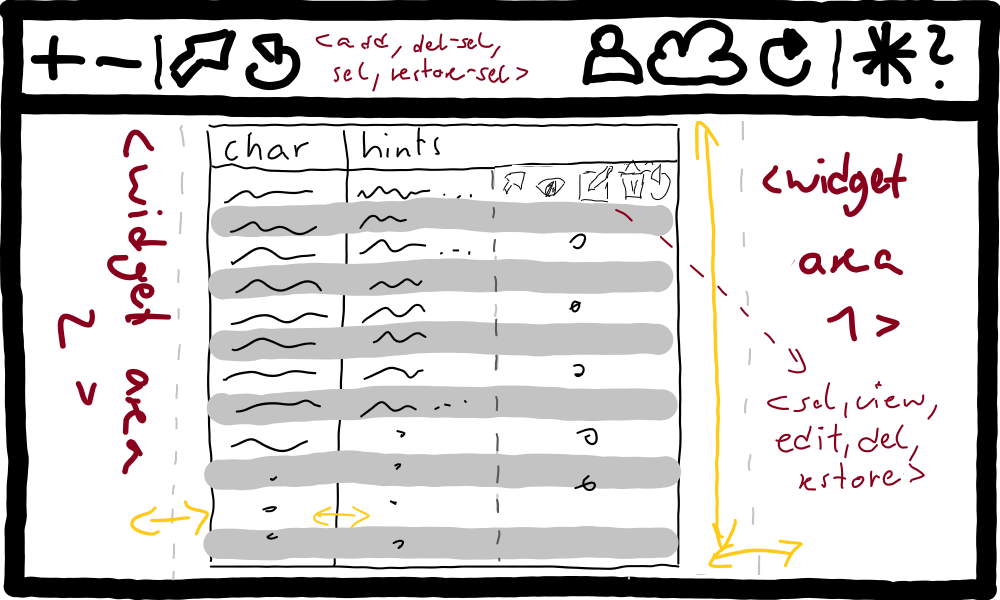 <add, del-sel,
sel, restore-sel>
?
char hints
<widget
area
2
>
<widget
area
1>
<sel, view,
edit, del,
restore>